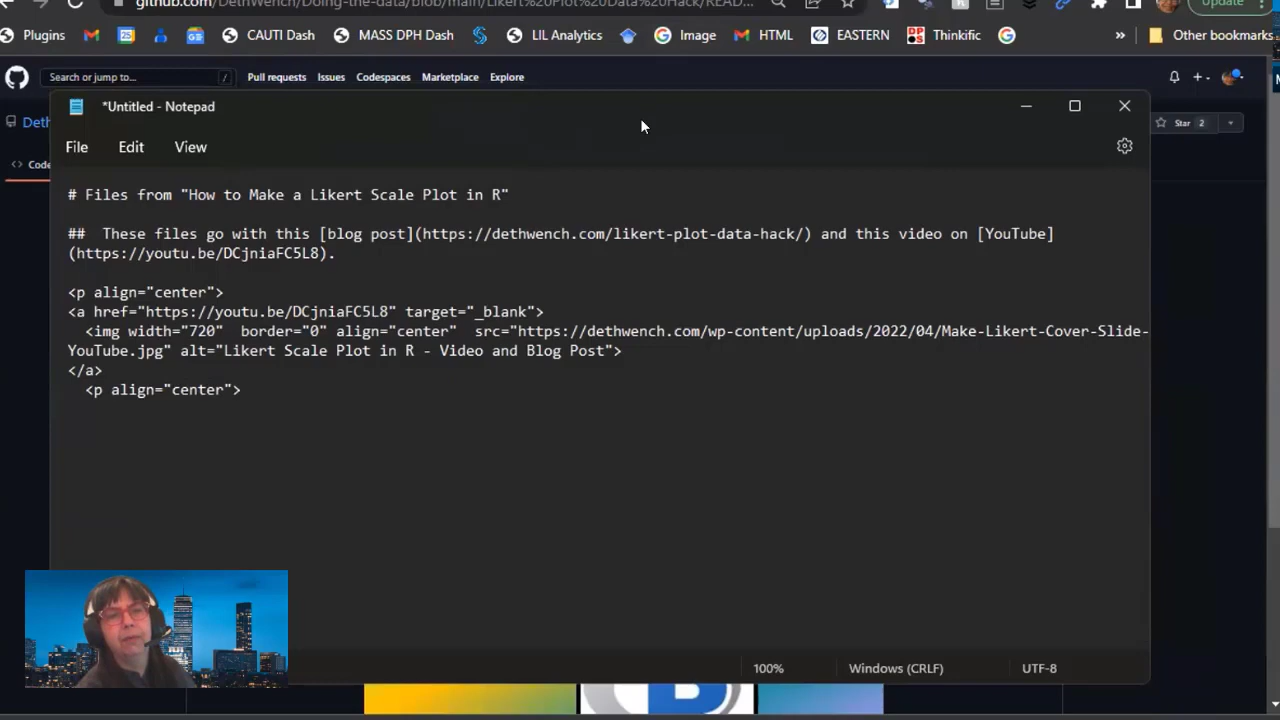 github.com/DethWench/Doing-the-data/blob/main/Likert%20Plot%20Data%20Hack/READ...
Update
Plugins
CAUTI Dash
MASS DPH Dash
LIL Analytics
Image
HTML
EASTERN
Thinkific
»
Other bookmarks
Search or jump to...
/
Pull requests
Issues
Codespaces
Marketplace
Explore
*Untitled - Notepad
Deth
Star 2
<> Code
File
Edit
View
# Files from "How to Make a Likert Scale Plot in R"
## These files go with this [blog post](https://dethwench.com/likert-plot-data-hack/) and this video on [YouTube]
(https://youtu.be/DCjniaFC5L8).
<p align="center">
<a href="https://youtu.be/DCjniaFC5L8" target="_blank">
<img width="720" border="0" align="center" src="https://dethwench.com/wp-content/uploads/2022/04/Make-Likert-Cover-Slide-
YouTube.jpg" alt="Likert Scale Plot in R - Video and Blog Post">
</a>
<p align="center">
100%
Windows (CRLF)
UTF-8